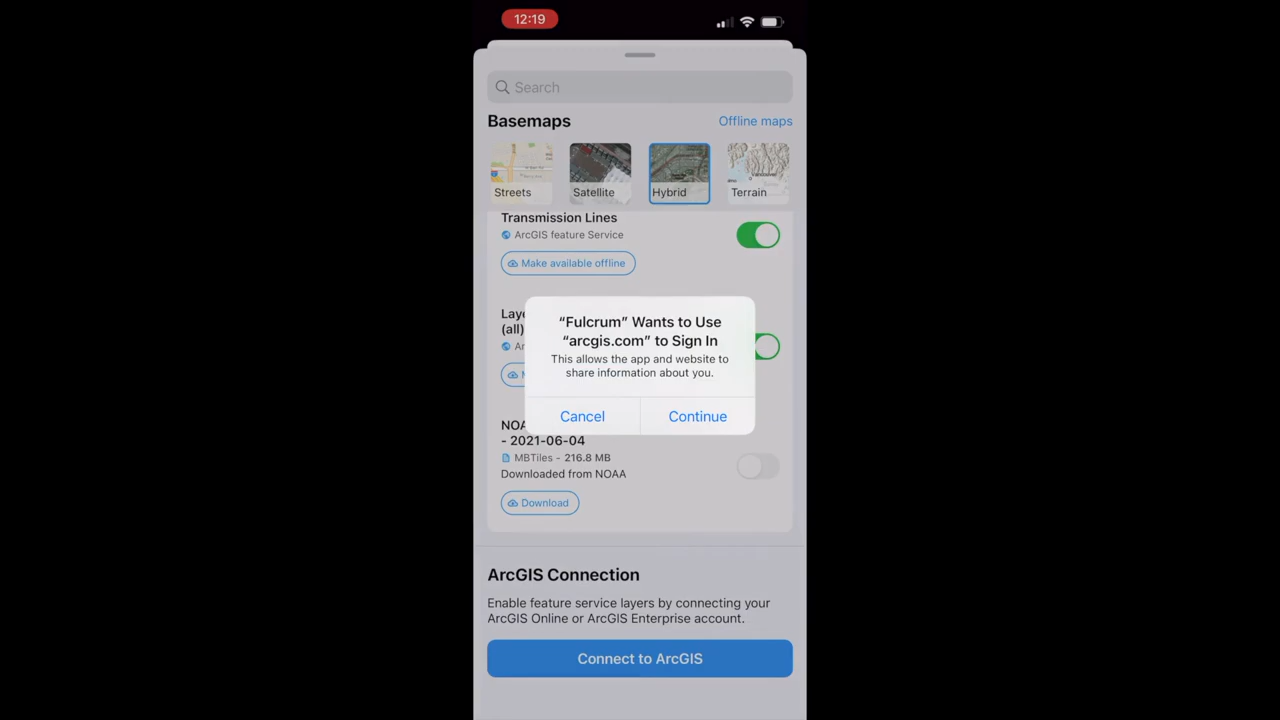 12:19
Search
Basemaps
Offline maps
Streets
Satellite
Hybrid
Terrain
Transmission Lines
ArcGIS feature Service
Make available offline
“Fulcrum” Wants to Use
“arcgis.com” to Sign In
This allows the app and website to
share information about you.
Cancel
Continue
(all)
- 2021-06-04
MBTiles - 216.8 MB
Downloaded from NOAA
Download
ArcGIS Connection
Enable feature service layers by connecting your
ArcGIS Online or ArcGIS Enterprise account.
Connect to ArcGIS